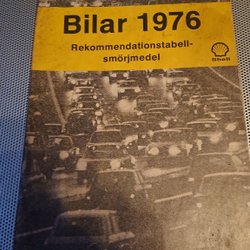 Bilar 1976
Rekommendationstabell-
smörjmedel
Shell